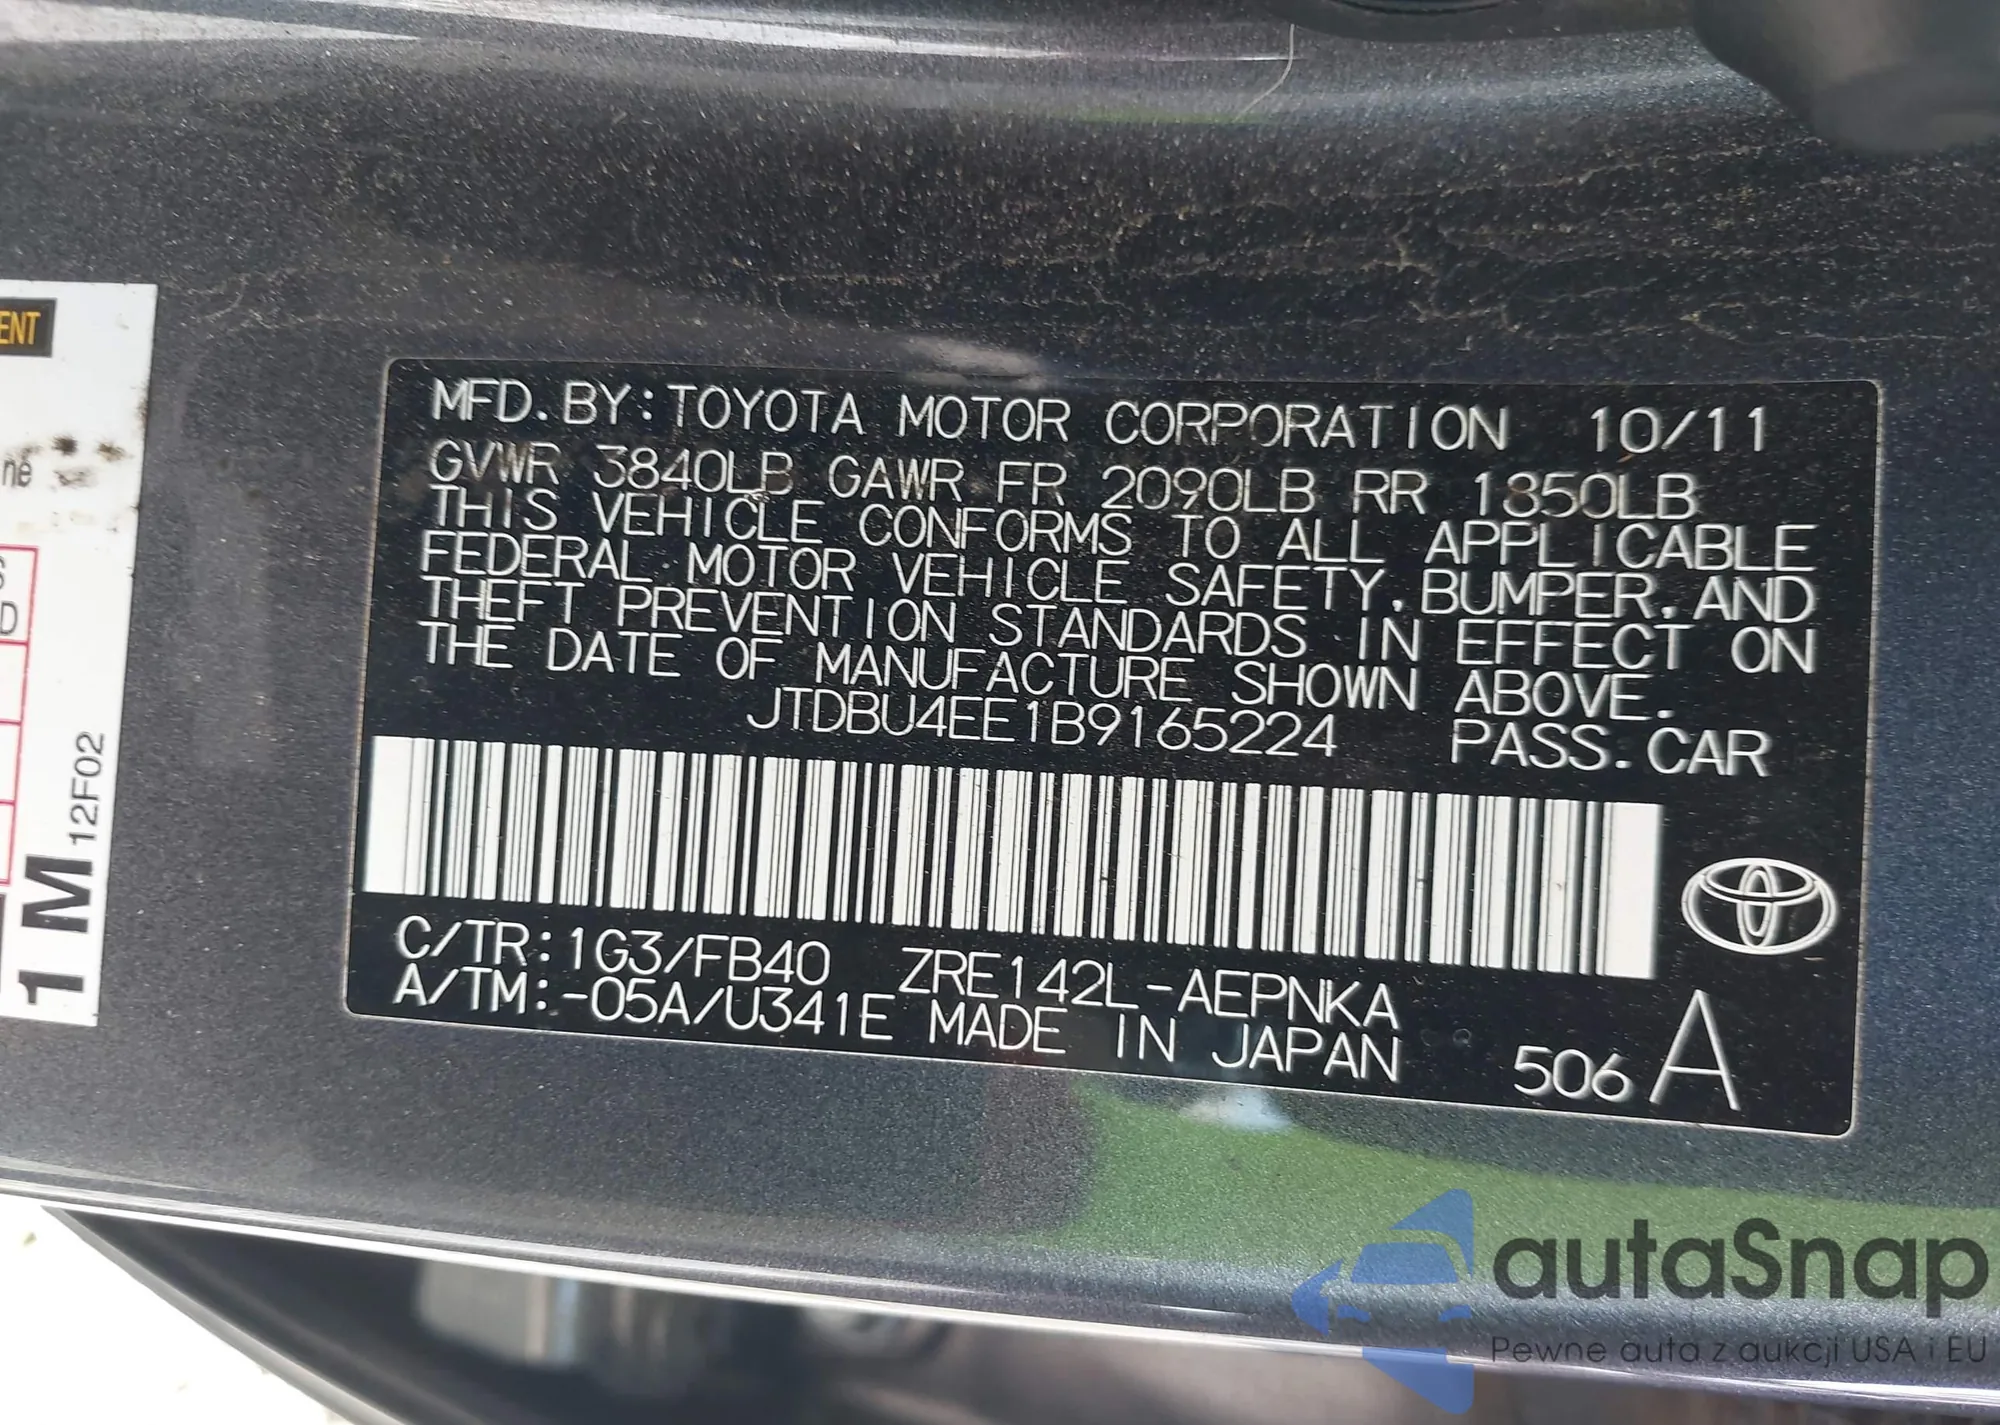 MFD. BY: TOYOTA MOTOR CORPORATION 10/11
GVWR 3840LB GAWR FR 2090LB RR 1850LB
THIS VEHICLE CONFORMS TO ALL APPLICABLE
FEDERAL MOTOR VEHICLE SAFETY, BUMPER, AND
THEFT PREVENTION STANDARDS IN EFFECT ON
THE DATE OF MANUFACTURE SHOWN ABOVE.
JTDBU4EE1B9165224 PASS. CAR
C/TR: 1G3/FB40 ZRE142L-AEPNKA
A/TM: -05A/U341E MADE IN JAPAN
506 A
1 M 12F02
autaSnap
Pewne auta z aukcji USA i EU